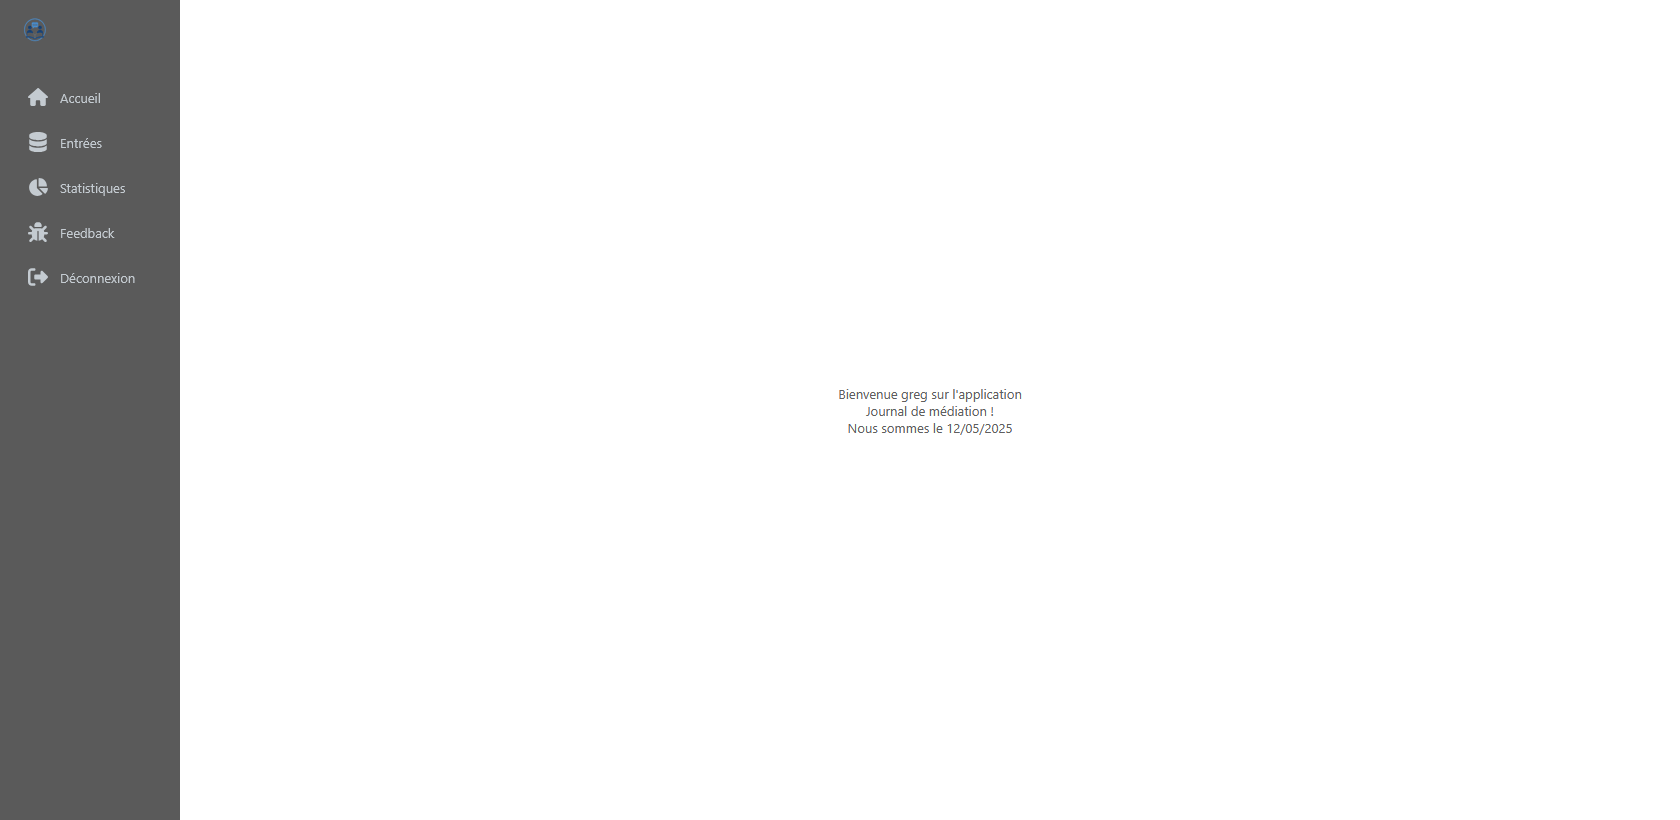 Accueil
Entrées
Statistiques
Feedback
Déconnexion
Bienvenue greg sur l'application
Journal de médiation !
Nous sommes le 12/05/2025